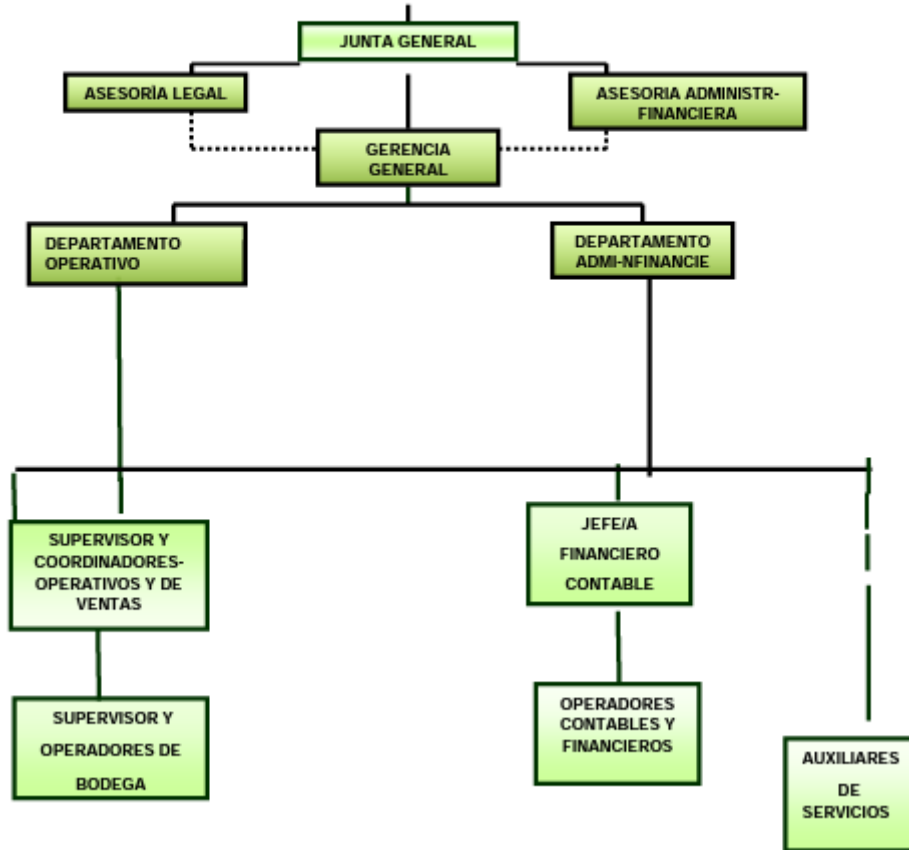 JUNTA GENERAL
ASESORÌA LEGAL
ASESORIA ADMINISTR-
FINANCIERA
GERENCIA
GENERAL
DEPARTAMENTO
OPERATIVO
DEPARTAMENTO
ADMI-NFINANCIE
SUPERVISOR Y
COORDINADORES-
OPERATIVOS Y DE
VENTAS
JEFE/A
FINANCIERO
CONTABLE
SUPERVISOR Y
OPERADORES DE
BODEGA
OPERADORES
CONTABLES Y
FINANCIEROS
AUXILIARES
DE
SERVICIOS